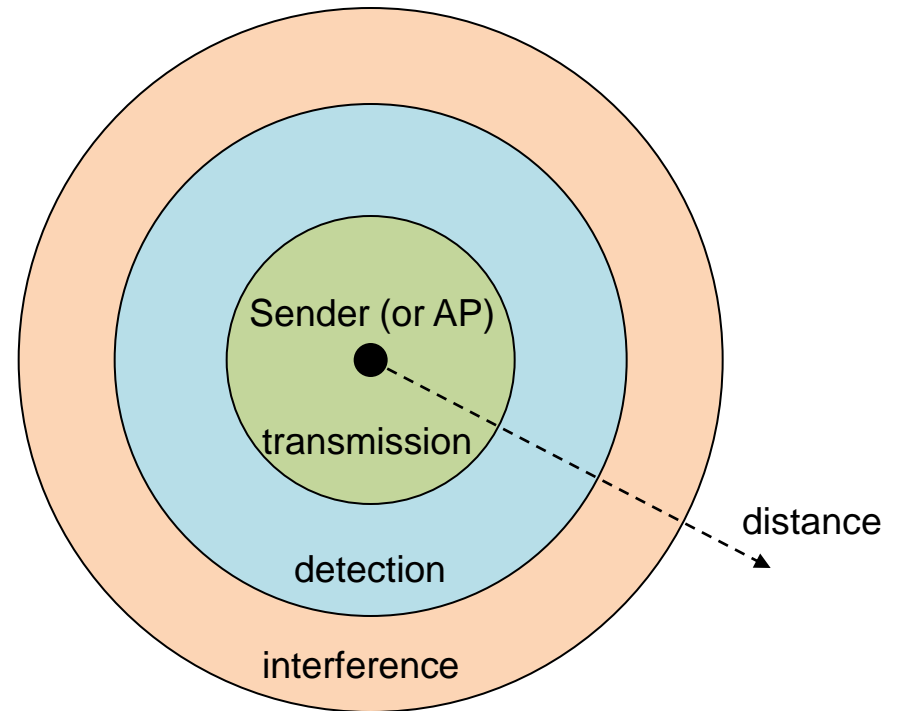 Sender (or AP)
transmission
distance
detection
interference